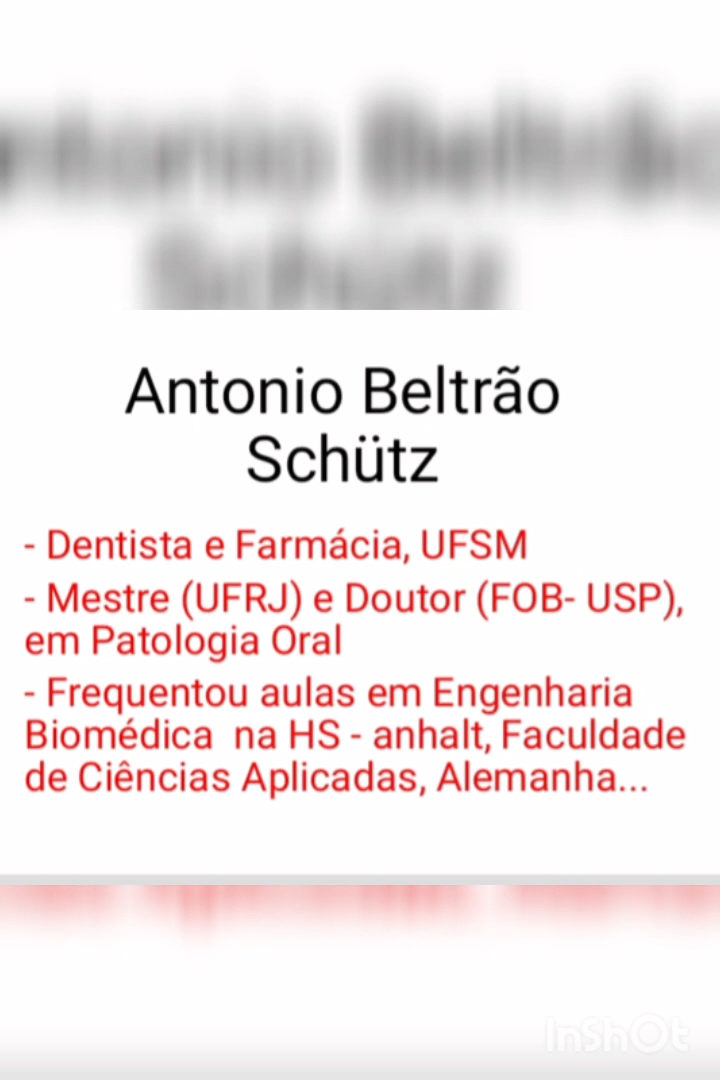 Antonio Beltrão
Schütz
- Dentista e Farmácia, UFSM
- Mestre (UFRJ) e Doutor (FOB- USP),
em Patologia Oral
- Frequentou aulas em Engenharia
Biomédica  na HS - anhalt, Faculdade
de Ciências Aplicadas, Alemanha...
InShOt